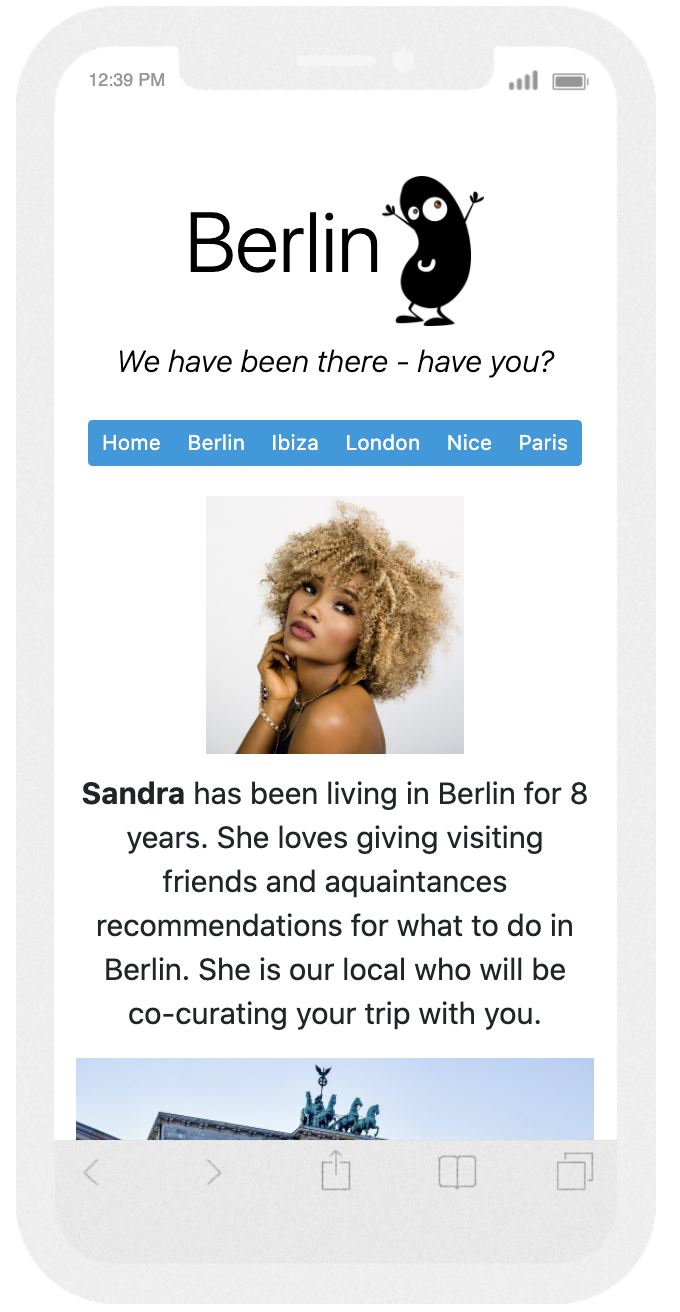 12:39 PM
Berlin
We have been there - have you?
Home Berlin Ibiza London Nice Paris
Sandra has been living in Berlin for 8
years. She loves giving visiting
friends and aquaintances
recommendations for what to do in
Berlin. She is our local who will be
co-curating your trip with you.